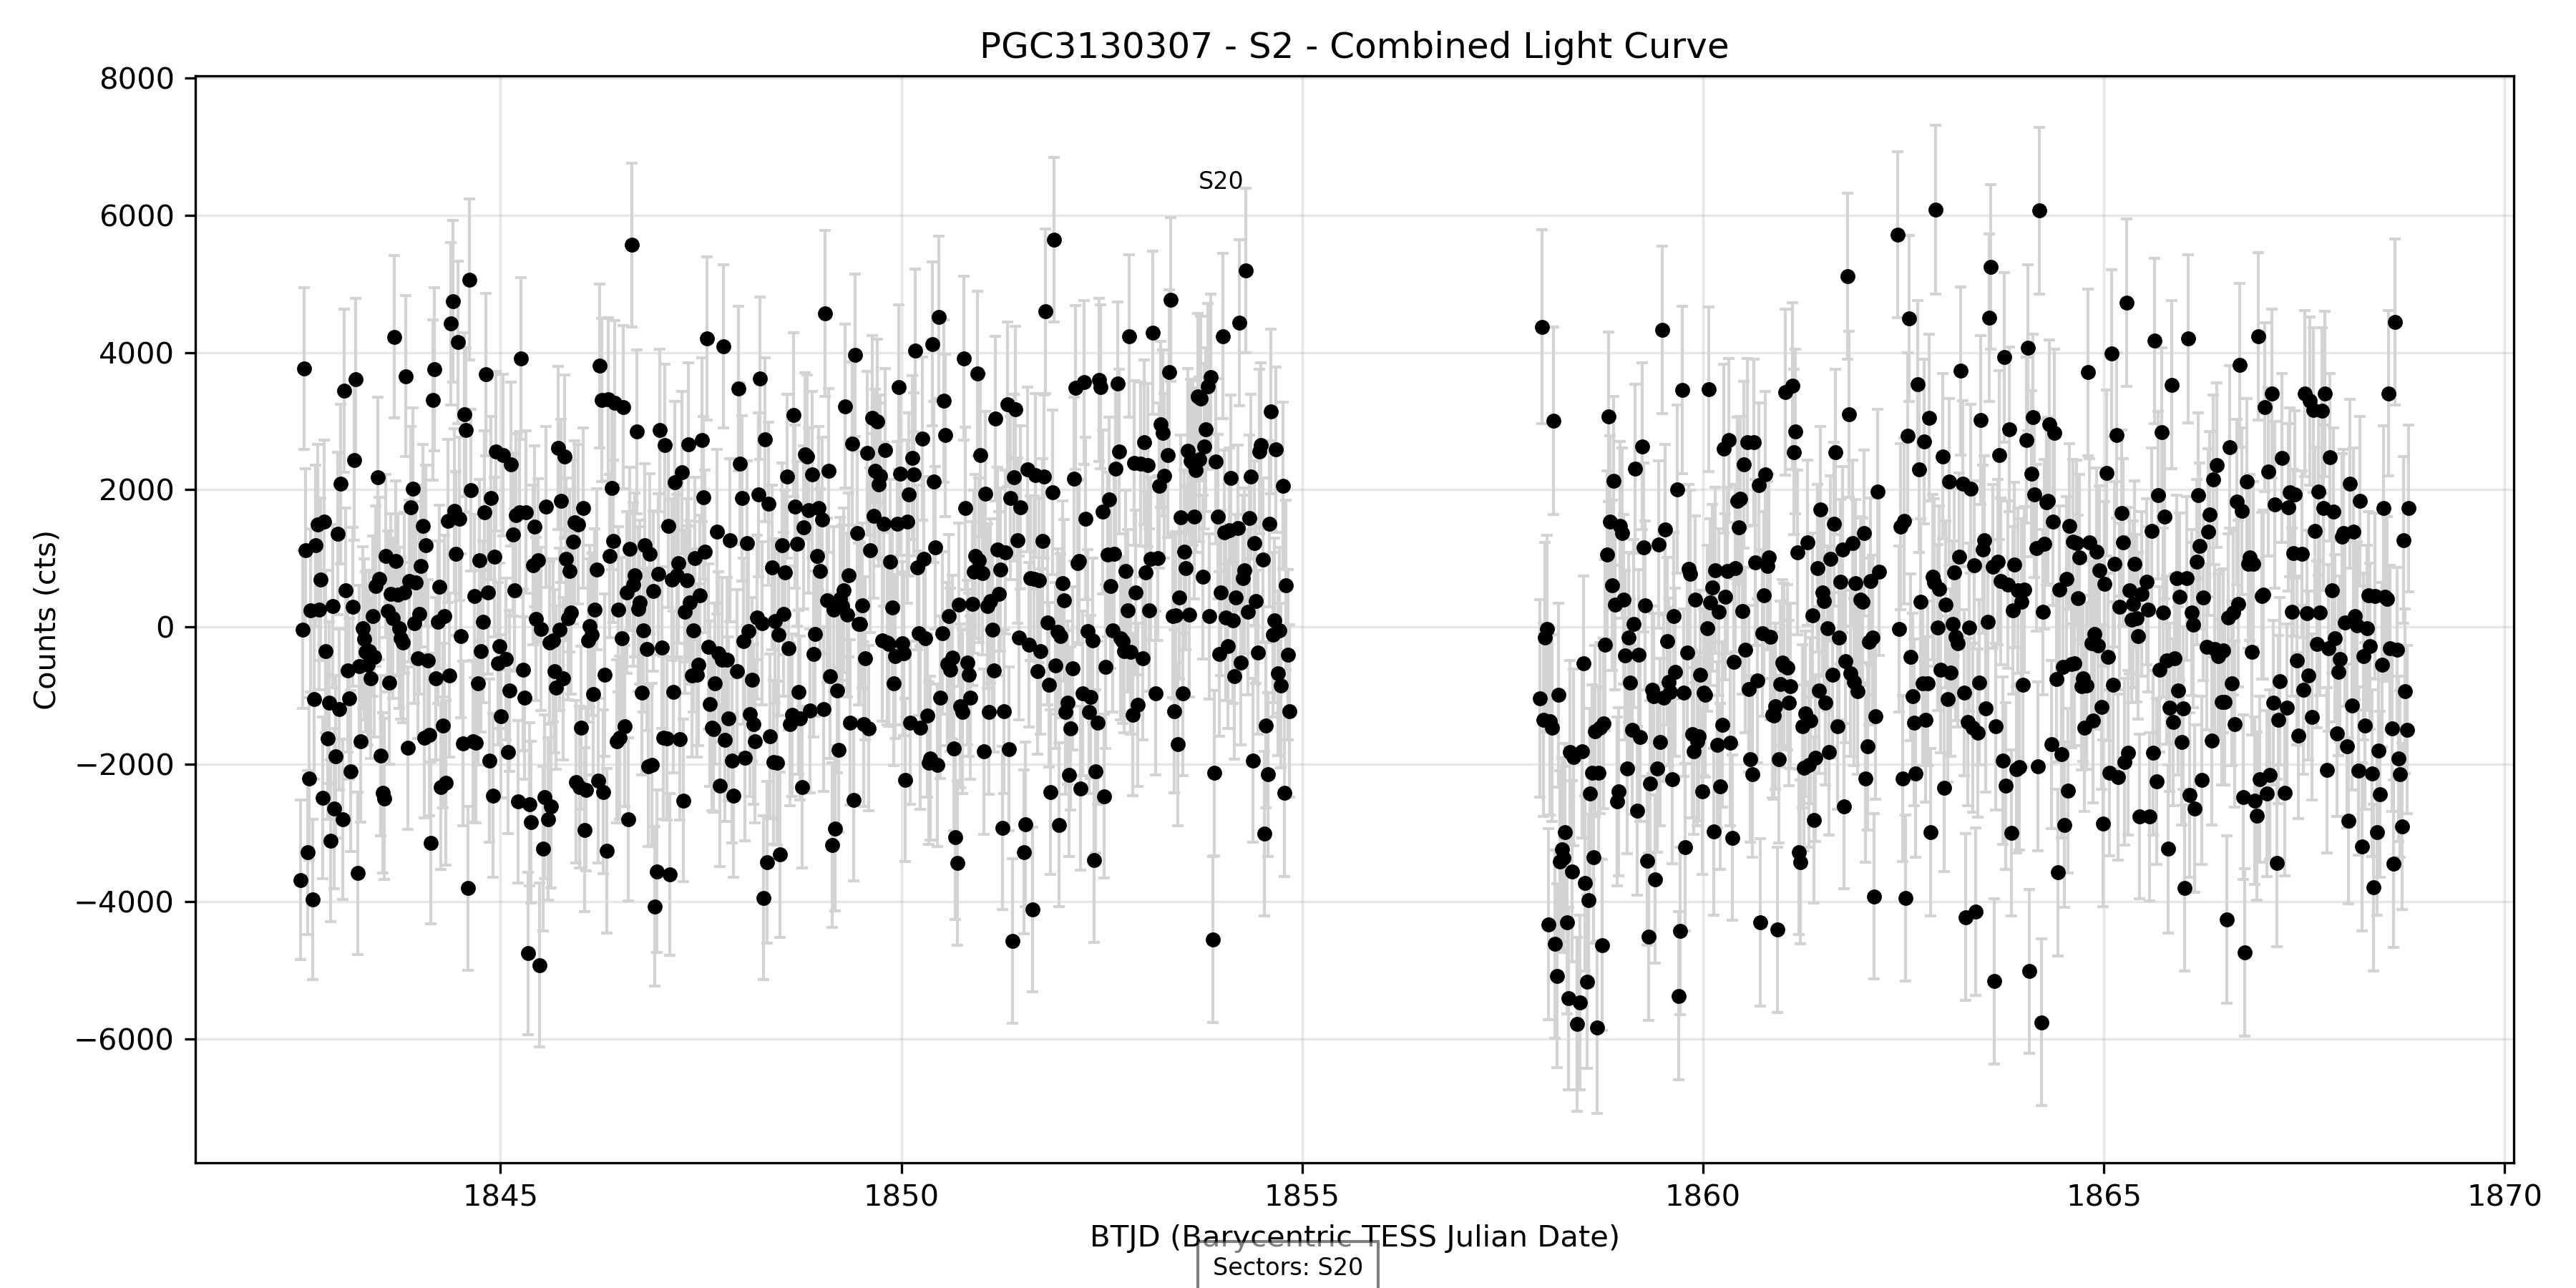 PGC3130307 - S2 - Combined Light Curve
8000
6000
4000
2000
0
−2000
−4000
−6000
Counts (cts)
S20
1845
1850
1855
1860
1865
1870
BTJD (Barycentric TESS Julian Date)
Sectors: S20